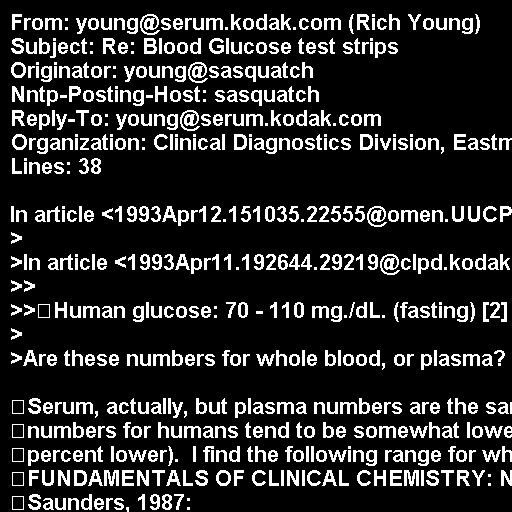 From: young@serum.kodak.com (Rich Young)
Subject: Re: Blood Glucose test strips
Originator: young@sasquatch
Nntp-Posting-Host: sasquatch
Reply-To: young@serum.kodak.com
Organization: Clinical Diagnostics Division, Eastm
Lines: 38

In article <1993Apr12.151035.22555@omen.UUCP
>
>In article <1993Apr11.192644.29219@clpd.kodak
>>
>>□Human glucose: 70 - 110 mg./dL. (fasting) [2]
>
>Are these numbers for whole blood, or plasma?

□Serum, actually, but plasma numbers are the sa
□numbers for humans tend to be somewhat lowe
□percent lower).  I find the following range for wh
□FUNDAMENTALS OF CLINICAL CHEMISTRY: N
□Saunders, 1987: